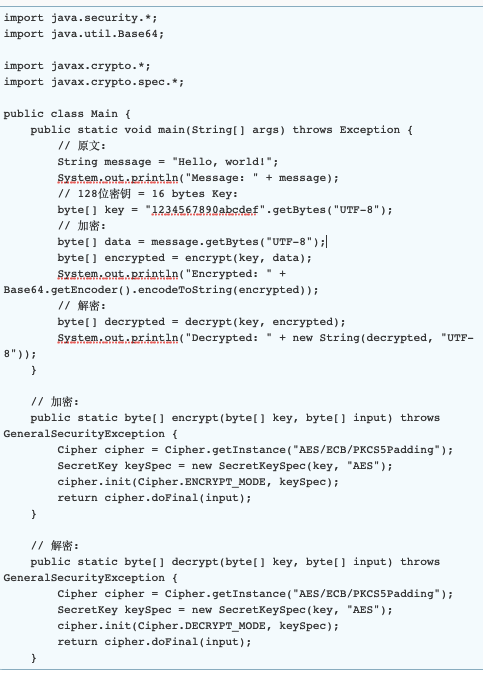 import java.security.*;
import java.util.Base64;
import javax.crypto.*;
import javax.crypto.spec.*;
public class Main {
public static void main(String[] args) throws Exception {
// 原文:
String message = "Hello, world!";
System.out.println("Message: " + message);
// 128位密钥 = 16 bytes Key:
byte[] key = "1234567890abcdef".getBytes("UTF-8");
// 加密:
byte[] data = message.getBytes("UTF-8");
byte[] encrypted = encrypt(key, data);
System.out.println("Encrypted: " +
Base64.getEncoder().encodeToString(encrypted));
// 解密:
byte[] decrypted = decrypt(key, encrypted);
System.out.println("Decrypted: " + new String(decrypted, "UTF-
8"));
}
// 加密:
public static byte[] encrypt(byte[] key, byte[] input) throws
GeneralSecurityException {
Cipher cipher = Cipher.getInstance("AES/ECB/PKCS5Padding");
SecretKey keySpec = new SecretKeySpec(key, "AES");
cipher.init(Cipher.ENCRYPT_MODE, keySpec);
return cipher.doFinal(input);
}
// 解密:
public static byte[] decrypt(byte[] key, byte[] input) throws
GeneralSecurityException {
Cipher cipher = Cipher.getInstance("AES/ECB/PKCS5Padding");
SecretKey keySpec = new SecretKeySpec(key, "AES");
cipher.init(Cipher.DECRYPT_MODE, keySpec);
return cipher.doFinal(input);
}